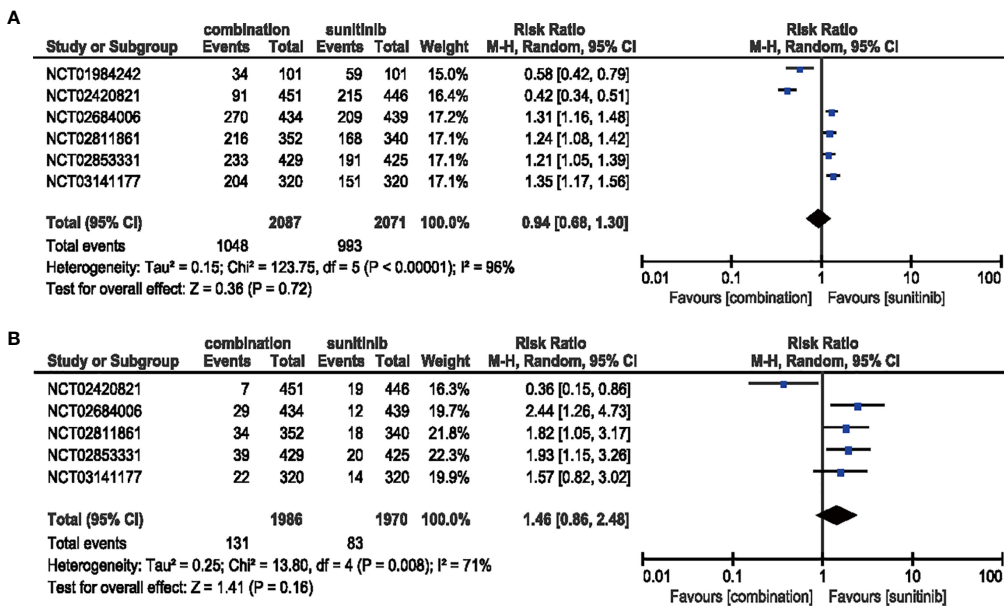 A
combination sunitinib Risk Ratio Risk Ratio
Study or Subgroup Events Total Events Total Weight M-H, Random, 95% CI M-H, Random, 95% CI
NCT01984242 34 101 59 101 15.0% 0.58 [0.42, 0.79]
NCT02420821 91 451 215 446 16.4% 0.42 [0.34, 0.51]
NCT02684006 270 434 209 439 17.2% 1.31 [1.16, 1.48]
NCT02811861 216 352 168 340 17.1% 1.24 [1.08, 1.42]
NCT02853331 233 429 191 425 17.1% 1.21 [1.05, 1.39]
NCT03141177 204 320 151 320 17.1% 1.35 [1.17, 1.56]
Total (95% CI) 2087 2071 100.0% 0.94 [0.68, 1.30]
Total events 1048 993
Heterogeneity: Tau² = 0.15; Chi² = 123.75, df = 5 (P < 0.00001); I² = 96%
Test for overall effect: Z = 0.36 (P = 0.72)
0.01 0.1 1 10 100
Favours [combination] Favours [sunitinib]
B
combination sunitinib Risk Ratio Risk Ratio
Study or Subgroup Events Total Events Total Weight M-H, Random, 95% CI M-H, Random, 95% CI
NCT02420821 7 451 19 446 16.3% 0.36 [0.15, 0.86]
NCT02684006 29 434 12 439 19.7% 2.44 [1.26, 4.73]
NCT02811861 34 352 18 340 21.8% 1.82 [1.05, 3.17]
NCT02853331 39 429 20 425 22.3% 1.93 [1.15, 3.26]
NCT03141177 22 320 14 320 19.9% 1.57 [0.82, 3.02]
Total (95% CI) 1986 1970 100.0% 1.46 [0.86, 2.48]
Total events 131 83
Heterogeneity: Tau² = 0.25; Chi² = 13.80, df = 4 (P = 0.008); I² = 71%
Test for overall effect: Z = 1.41 (P = 0.16)
0.01 0.1 1 10 100
Favours [combination] Favours [sunitinib]